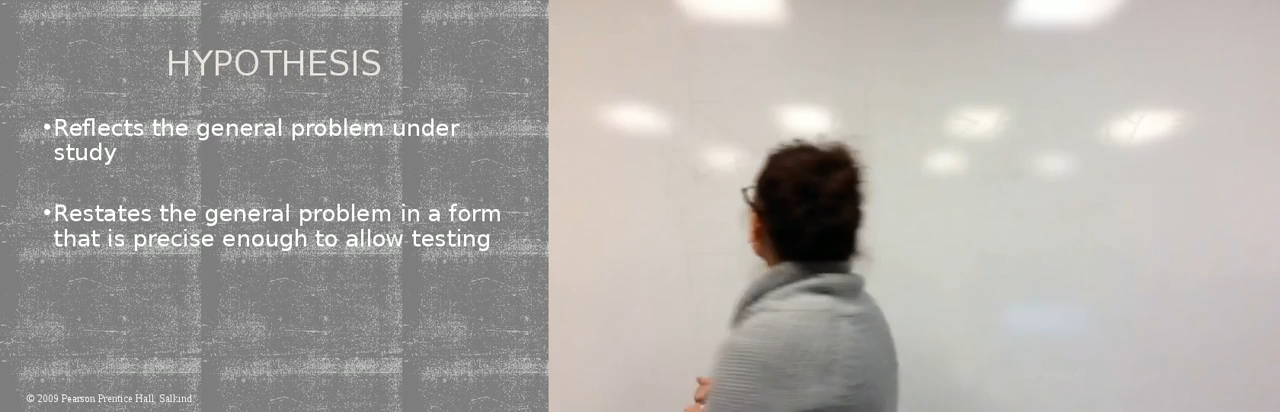 HYPOTHESIS
•Reflects the general problem under
study
•Restates the general problem in a form
that is precise enough to allow testing
© 2009 Pearson Prentice Hall, Salkind